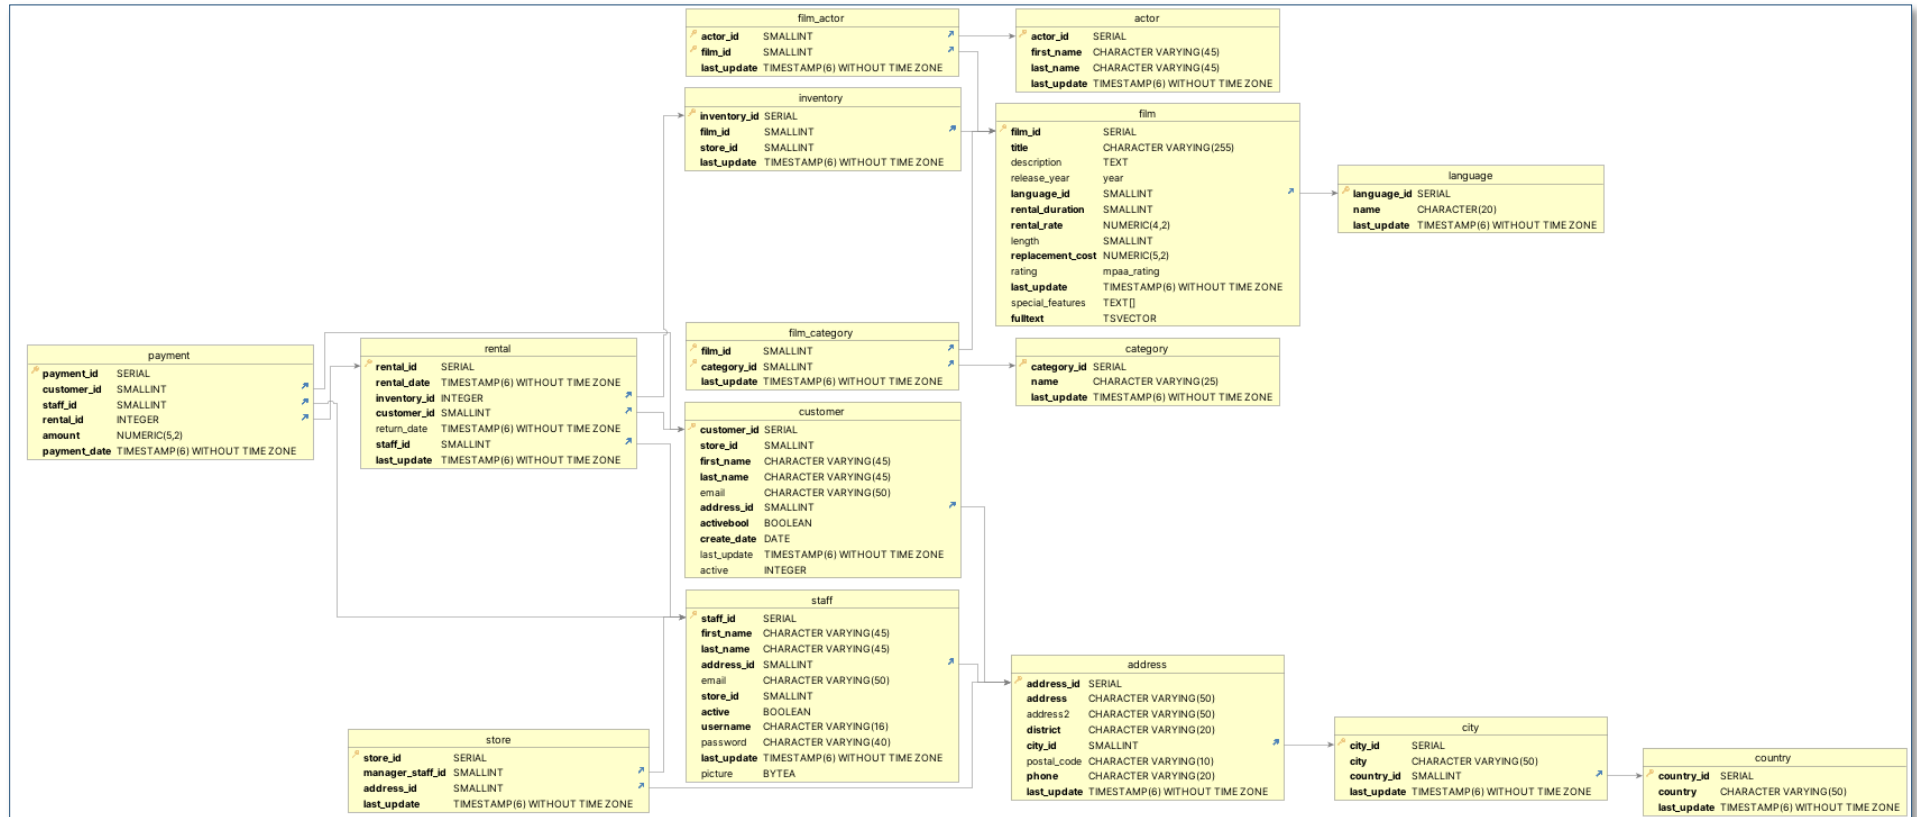 film_actor
actor_id SMALLINT
film_id SMALLINT
last_update TIMESTAMP(6) WITHOUT TIME ZONE
actor
actor_id SERIAL
first_name CHARACTER VARYING(45)
last_name CHARACTER VARYING(45)
last_update TIMESTAMP(6) WITHOUT TIME ZONE
inventory
inventory_id SERIAL
film_id SMALLINT
store_id SMALLINT
last_update TIMESTAMP(6) WITHOUT TIME ZONE
film
film_id SERIAL
title CHARACTER VARYING(255)
description TEXT
release_year year
language_id SMALLINT
rental_duration SMALLINT
rental_rate NUMERIC(4,2)
length SMALLINT
replacement_cost NUMERIC(5,2)
rating mpaa_rating
last_update TIMESTAMP(6) WITHOUT TIME ZONE
special_features TEXT[]
fulltext TSVECTOR
language
language_id SERIAL
name CHARACTER(20)
last_update TIMESTAMP(6) WITHOUT TIME ZONE
payment
payment_id SERIAL
customer_id SMALLINT
staff_id SMALLINT
rental_id INTEGER
amount NUMERIC(5,2)
payment_date TIMESTAMP(6) WITHOUT TIME ZONE
rental
rental_id SERIAL
rental_date TIMESTAMP(6) WITHOUT TIME ZONE
inventory_id INTEGER
customer_id SMALLINT
return_date TIMESTAMP(6) WITHOUT TIME ZONE
staff_id SMALLINT
last_update TIMESTAMP(6) WITHOUT TIME ZONE
film_category
film_id SMALLINT
category_id SMALLINT
last_update TIMESTAMP(6) WITHOUT TIME ZONE
category
category_id SERIAL
name CHARACTER VARYING(25)
last_update TIMESTAMP(6) WITHOUT TIME ZONE
customer
customer_id SERIAL
store_id SMALLINT
first_name CHARACTER VARYING(45)
last_name CHARACTER VARYING(45)
email CHARACTER VARYING(50)
address_id SMALLINT
activebool BOOLEAN
create_date DATE
last_update TIMESTAMP(6) WITHOUT TIME ZONE
active INTEGER
staff
staff_id SERIAL
first_name CHARACTER VARYING(45)
last_name CHARACTER VARYING(45)
address_id SMALLINT
email CHARACTER VARYING(50)
store_id SMALLINT
active BOOLEAN
username CHARACTER VARYING(16)
password CHARACTER VARYING(40)
last_update TIMESTAMP(6) WITHOUT TIME ZONE
picture BYTEA
store
store_id SERIAL
manager_staff_id SMALLINT
address_id SMALLINT
last_update TIMESTAMP(6) WITHOUT TIME ZONE
address
address_id SERIAL
address CHARACTER VARYING(50)
address2 CHARACTER VARYING(50)
district CHARACTER VARYING(20)
city_id SMALLINT
postal_code CHARACTER VARYING(10)
phone CHARACTER VARYING(20)
last_update TIMESTAMP(6) WITHOUT TIME ZONE
city
city_id SERIAL
city CHARACTER VARYING(50)
country_id SMALLINT
last_update TIMESTAMP(6) WITHOUT TIME ZONE
country
country_id SERIAL
country CHARACTER VARYING(50)
last_update TIMESTAMP(6) WITHOUT TIME ZONE